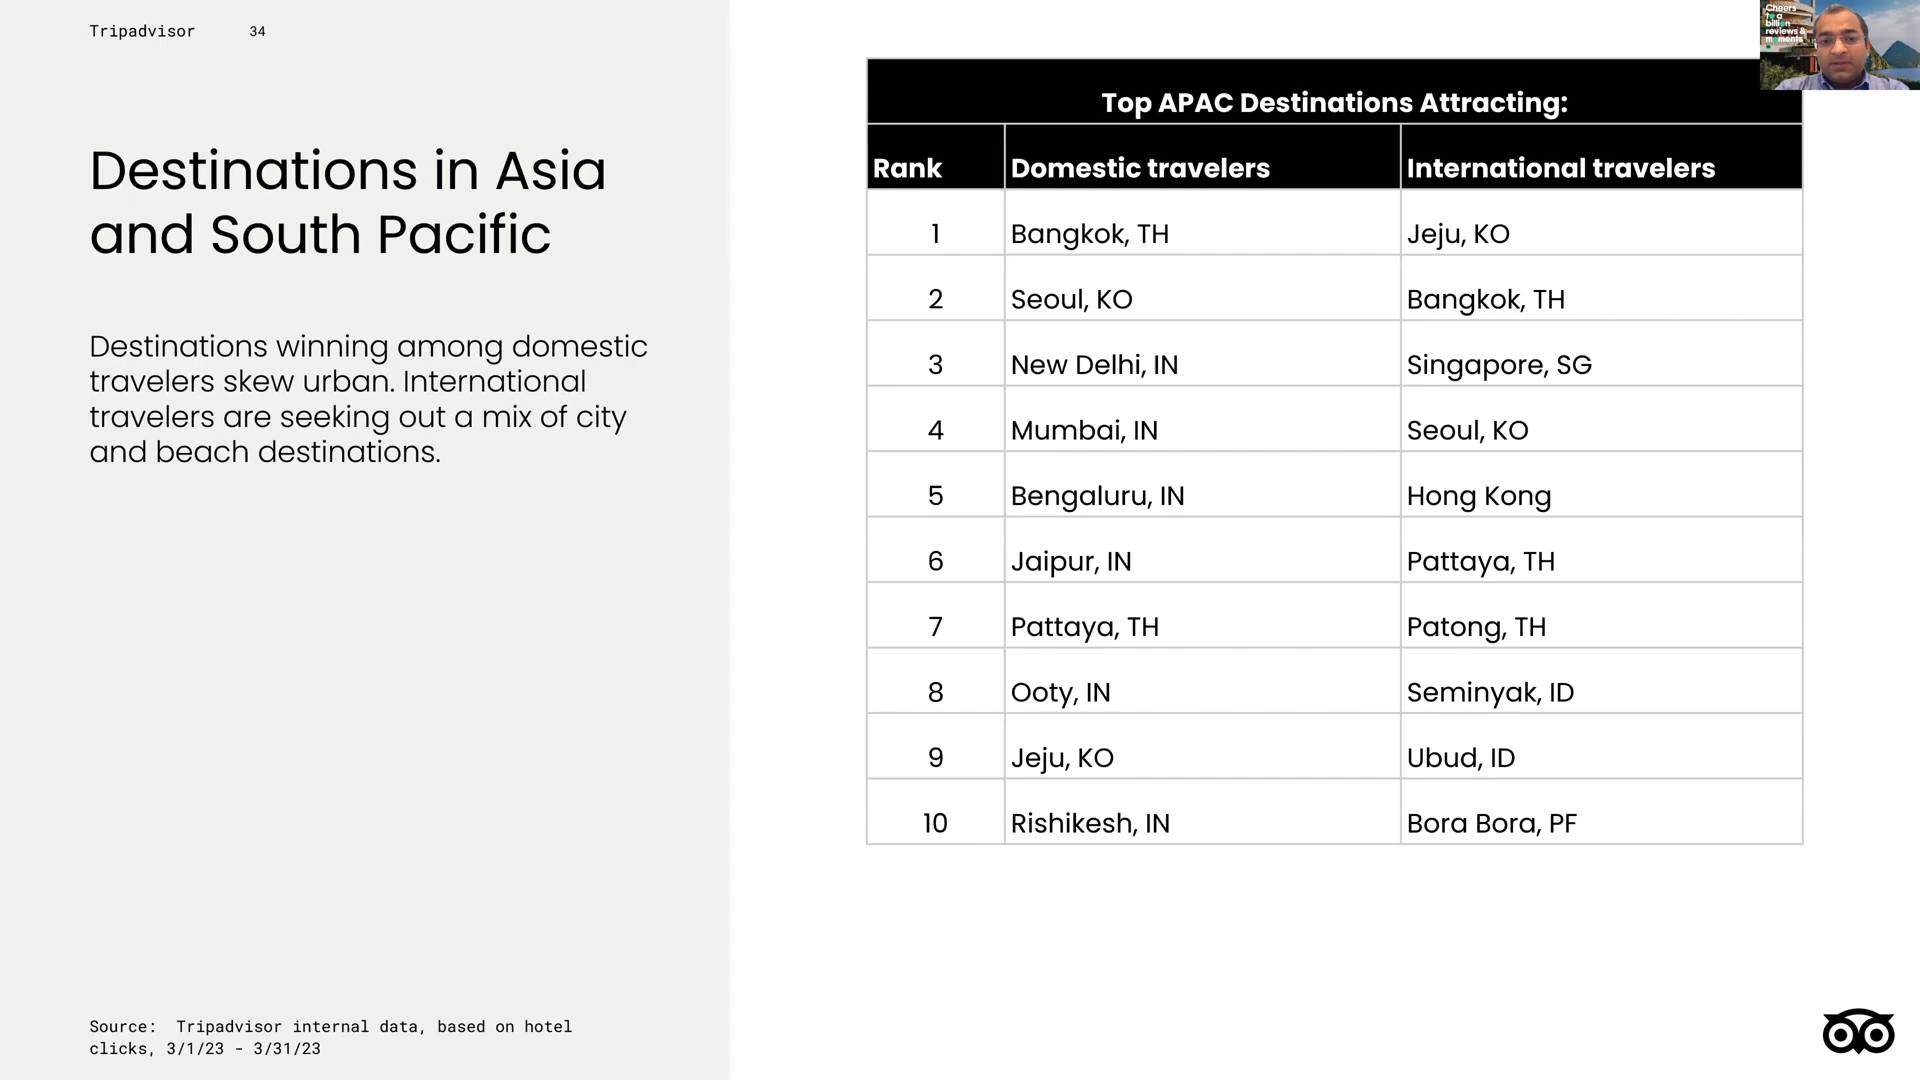 Tripadvisor 34
Cheers
to a
billion
reviews &
moments
Destinations in Asia
and South Pacific
Destinations winning among domestic
travelers skew urban. International
travelers are seeking out a mix of city
and beach destinations.
Top APAC Destinations Attracting:
Rank Domestic travelers International travelers
1 Bangkok, TH Jeju, KO
2 Seoul, KO Bangkok, TH
3 New Delhi, IN Singapore, SG
4 Mumbai, IN Seoul, KO
5 Bengaluru, IN Hong Kong
6 Jaipur, IN Pattaya, TH
7 Pattaya, TH Patong, TH
8 Ooty, IN Seminyak, ID
9 Jeju, KO Ubud, ID
10 Rishikesh, IN Bora Bora, PF
Source: Tripadvisor internal data, based on hotel
clicks, 3/1/23 - 3/31/23